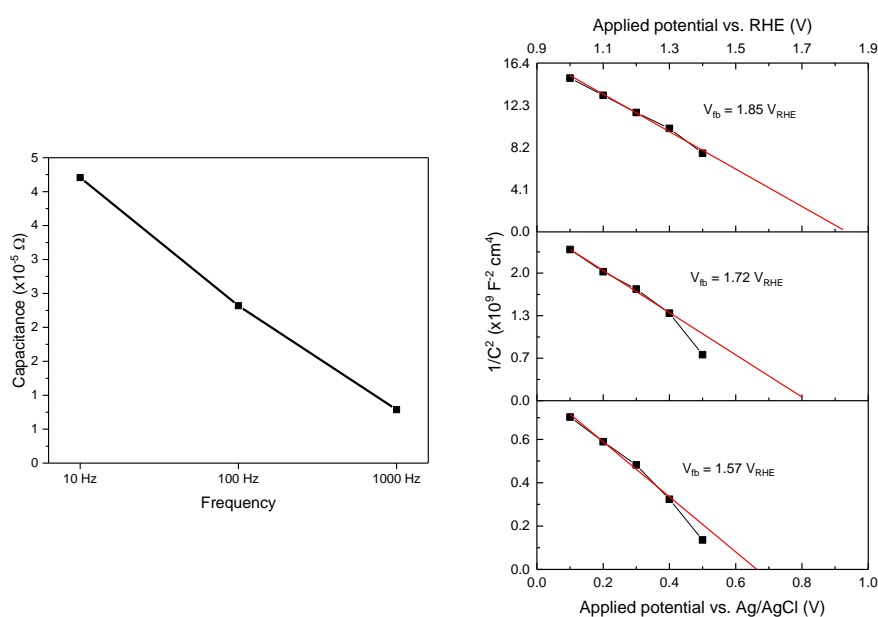 5
4
4
3
3
2
2
1
1
0
Capacitance (x10⁻⁵ Ω)
10 Hz 100 Hz 1000 Hz
Frequency
Applied potential vs. RHE (V)
0.9 1.1 1.3 1.5 1.7 1.9
16.4
12.3
8.2
4.1
0.0
V_fb = 1.85 V_RHE
2.0
1.3
0.7
0.0
V_fb = 1.72 V_RHE
1/C² (x10⁹ F⁻² cm⁴)
0.6
0.4
0.2
0.0
V_fb = 1.57 V_RHE
0.0 0.2 0.4 0.6 0.8 1.0
Applied potential vs. Ag/AgCl (V)